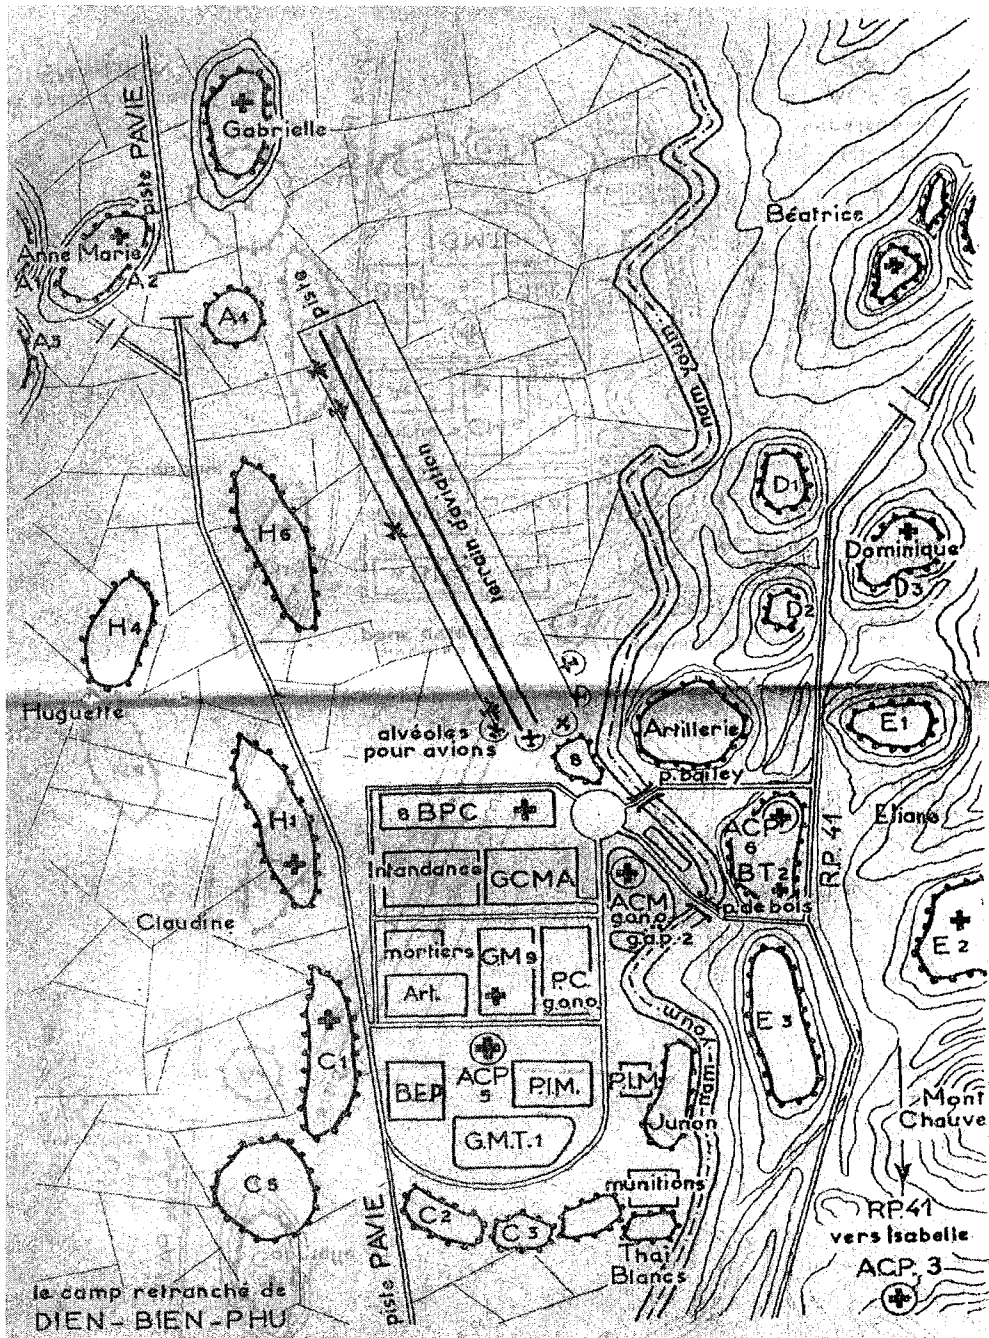 piste PAVIE
Gabrielle
Béatrice
Anne Marie
A1
A2
A3
A4
piste
nam youm
terrain d'aviation
D1
Dominique
D2
D3
H6
H4
Huguette
alvéoles
pour avions
Artillerie
E1
8
p. bailey
8 BPC
ACP
6
BT2
R.P. 41
Eliane
H1
Intendance
GCMA
ACM
gono
p. de bois
g.a.p. 2
Claudine
mortiers
GM9
P.C.
gono
Art.
E2
E3
nam youm
C1
B.E.P
ACP
5
P.I.M.
P.I.M
Junon
Mont
Chauve
G.M.T. 1
C5
munitions
C2
C3
Thaï
Blancs
RP.41
vers Isabelle
A.C.P. 3
piste PAVIE
le camp retranché de
DIEN-BIEN-PHU